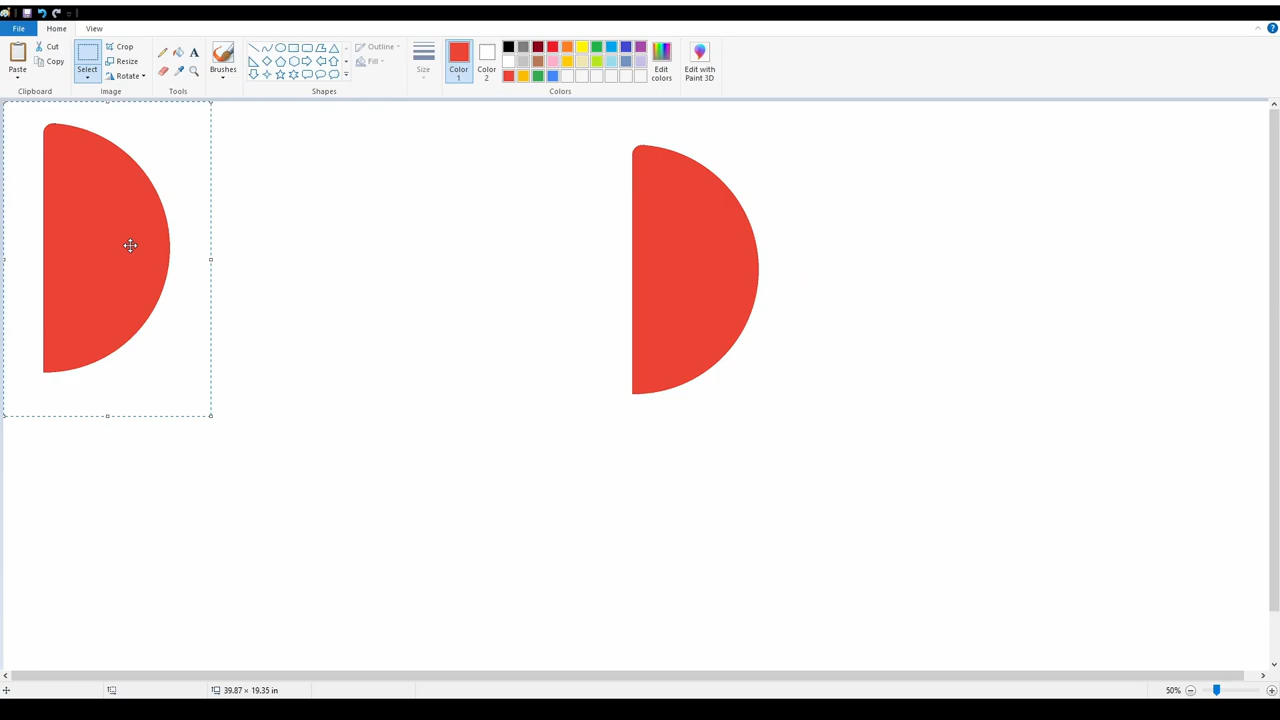 File Home View
Paste
Cut
Copy
Clipboard
Select
Crop
Resize
Rotate
Image
A
Tools
Brushes
Outline
Fill
Shapes
Size
Color
1
Color
2
Edit
colors
Colors
Edit with
Paint 3D
39.87 × 19.35 in
50%